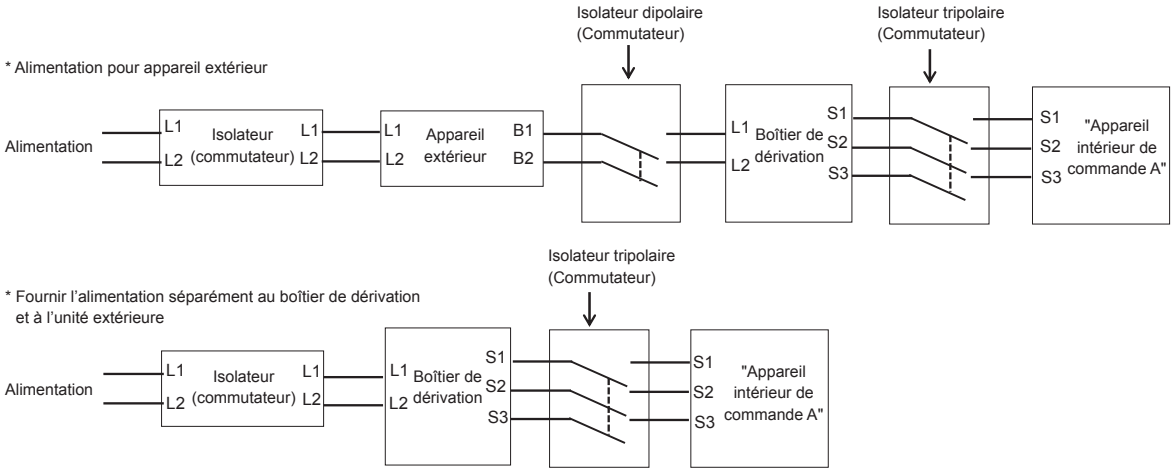 Isolateur dipolaire
(Commutateur)
Isolateur tripolaire
(Commutateur)
* Alimentation pour appareil extérieur
Alimentation
L1
L2
Isolateur
(commutateur)
L1
L2
L1
L2
Appareil
extérieur
B1
B2
L1
L2
Boîtier de
dérivation
S1
S2
S3
S1
S2
S3
"Appareil
intérieur de
commande A"
Isolateur tripolaire
(Commutateur)
* Fournir l'alimentation séparément au boîtier de dérivation
et à l'unité extérieure
Alimentation
L1
L2
Isolateur
(commutateur)
L1
L2
L1
L2
Boîtier de
dérivation
S1
S2
S3
S1
S2
S3
"Appareil
intérieur de
commande A"